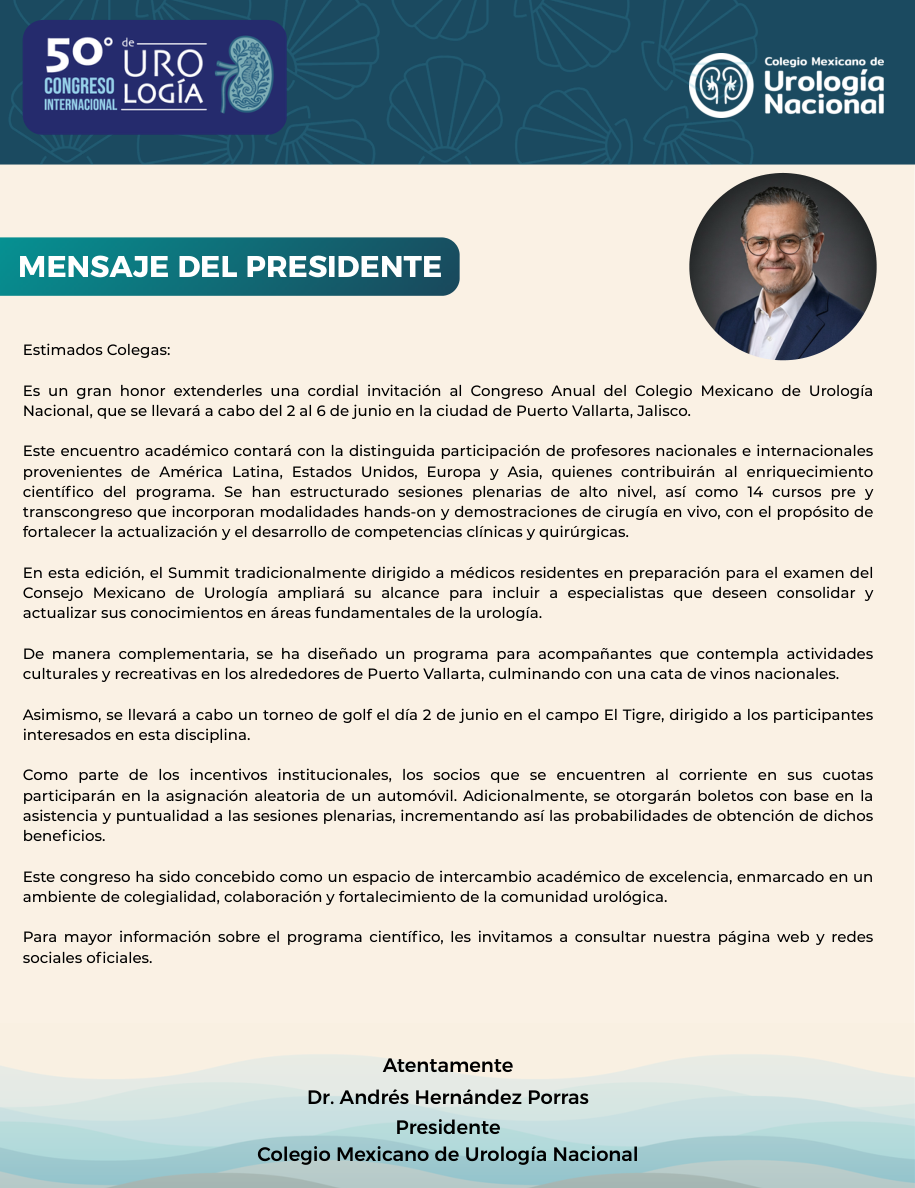 50° CONGRESO INTERNACIONAL de UROLOGÍA
Colegio Mexicano de
Urología
Nacional
MENSAJE DEL PRESIDENTE
Estimados Colegas:
Es un gran honor extenderles una cordial invitación al Congreso Anual del Colegio Mexicano de Urología
Nacional, que se llevará a cabo del 2 al 6 de junio en la ciudad de Puerto Vallarta, Jalisco.
Este encuentro académico contará con la distinguida participación de profesores nacionales e internacionales
provenientes de América Latina, Estados Unidos, Europa y Asia, quienes contribuirán al enriquecimiento
científico del programa. Se han estructurado sesiones plenarias de alto nivel, así como 14 cursos pre y
transcongreso que incorporan modalidades hands-on y demostraciones de cirugía en vivo, con el propósito de
fortalecer la actualización y el desarrollo de competencias clínicas y quirúrgicas.
En esta edición, el Summit tradicionalmente dirigido a médicos residentes en preparación para el examen del
Consejo Mexicano de Urología ampliará su alcance para incluir a especialistas que deseen consolidar y
actualizar sus conocimientos en áreas fundamentales de la urología.
De manera complementaria, se ha diseñado un programa para acompañantes que contempla actividades
culturales y recreativas en los alrededores de Puerto Vallarta, culminando con una cata de vinos nacionales.
Asimismo, se llevará a cabo un torneo de golf el día 2 de junio en el campo El Tigre, dirigido a los participantes
interesados en esta disciplina.
Como parte de los incentivos institucionales, los socios que se encuentren al corriente en sus cuotas
participarán en la asignación aleatoria de un automóvil. Adicionalmente, se otorgarán boletos con base en la
asistencia y puntualidad a las sesiones plenarias, incrementando así las probabilidades de obtención de dichos
beneficios.
Este congreso ha sido concebido como un espacio de intercambio académico de excelencia, enmarcado en un
ambiente de colegialidad, colaboración y fortalecimiento de la comunidad urológica.
Para mayor información sobre el programa científico, les invitamos a consultar nuestra página web y redes
sociales oficiales.
Atentamente
Dr. Andrés Hernández Porras
Presidente
Colegio Mexicano de Urología Nacional